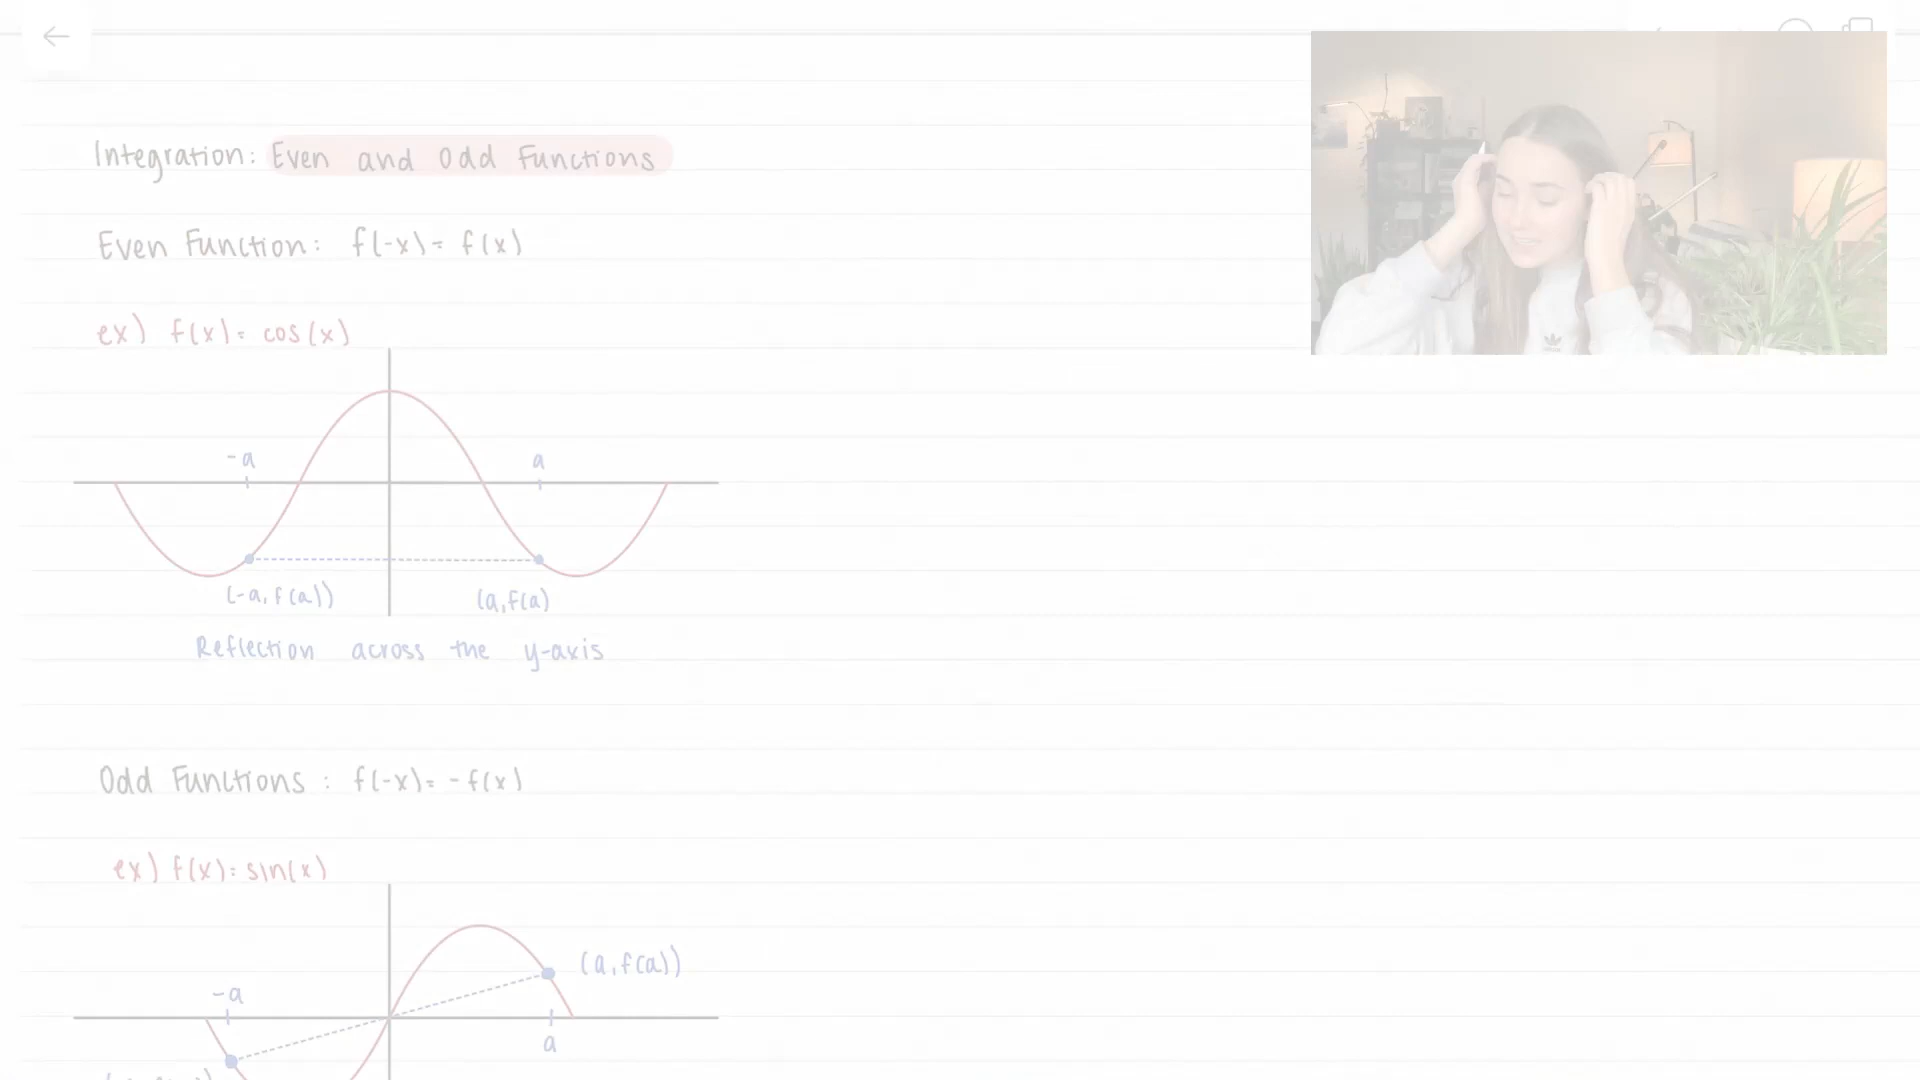 Integration: Even and Odd Functions
Even Function: f(-x) = f(x)
ex) f(x) = cos(x)
-a
a
(-a, f(a))
(a, f(a)
Reflection across the y-axis
Odd Functions : f(-x) = -f(x)
ex) f(x) = sin(x)
(a, f(a))
-a
a